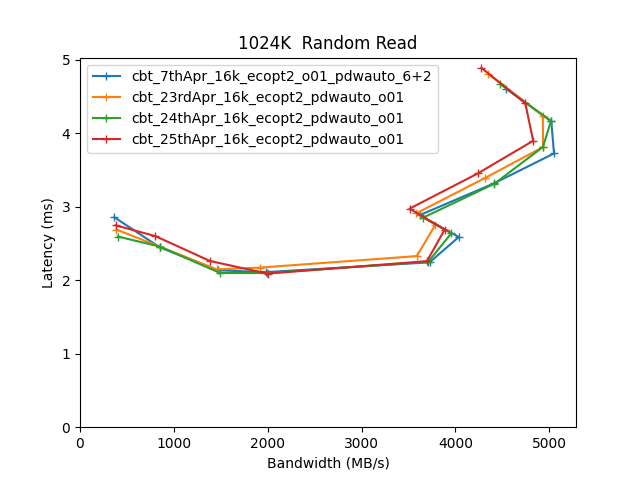 1024K  Random Read
cbt_7thApr_16k_ecopt2_o01_pdwauto_6+2
cbt_23rdApr_16k_ecopt2_pdwauto_o01
cbt_24thApr_16k_ecopt2_pdwauto_o01
cbt_25thApr_16k_ecopt2_pdwauto_o01
Latency (ms)
5
4
3
2
1
0
0 1000 2000 3000 4000 5000
Bandwidth (MB/s)